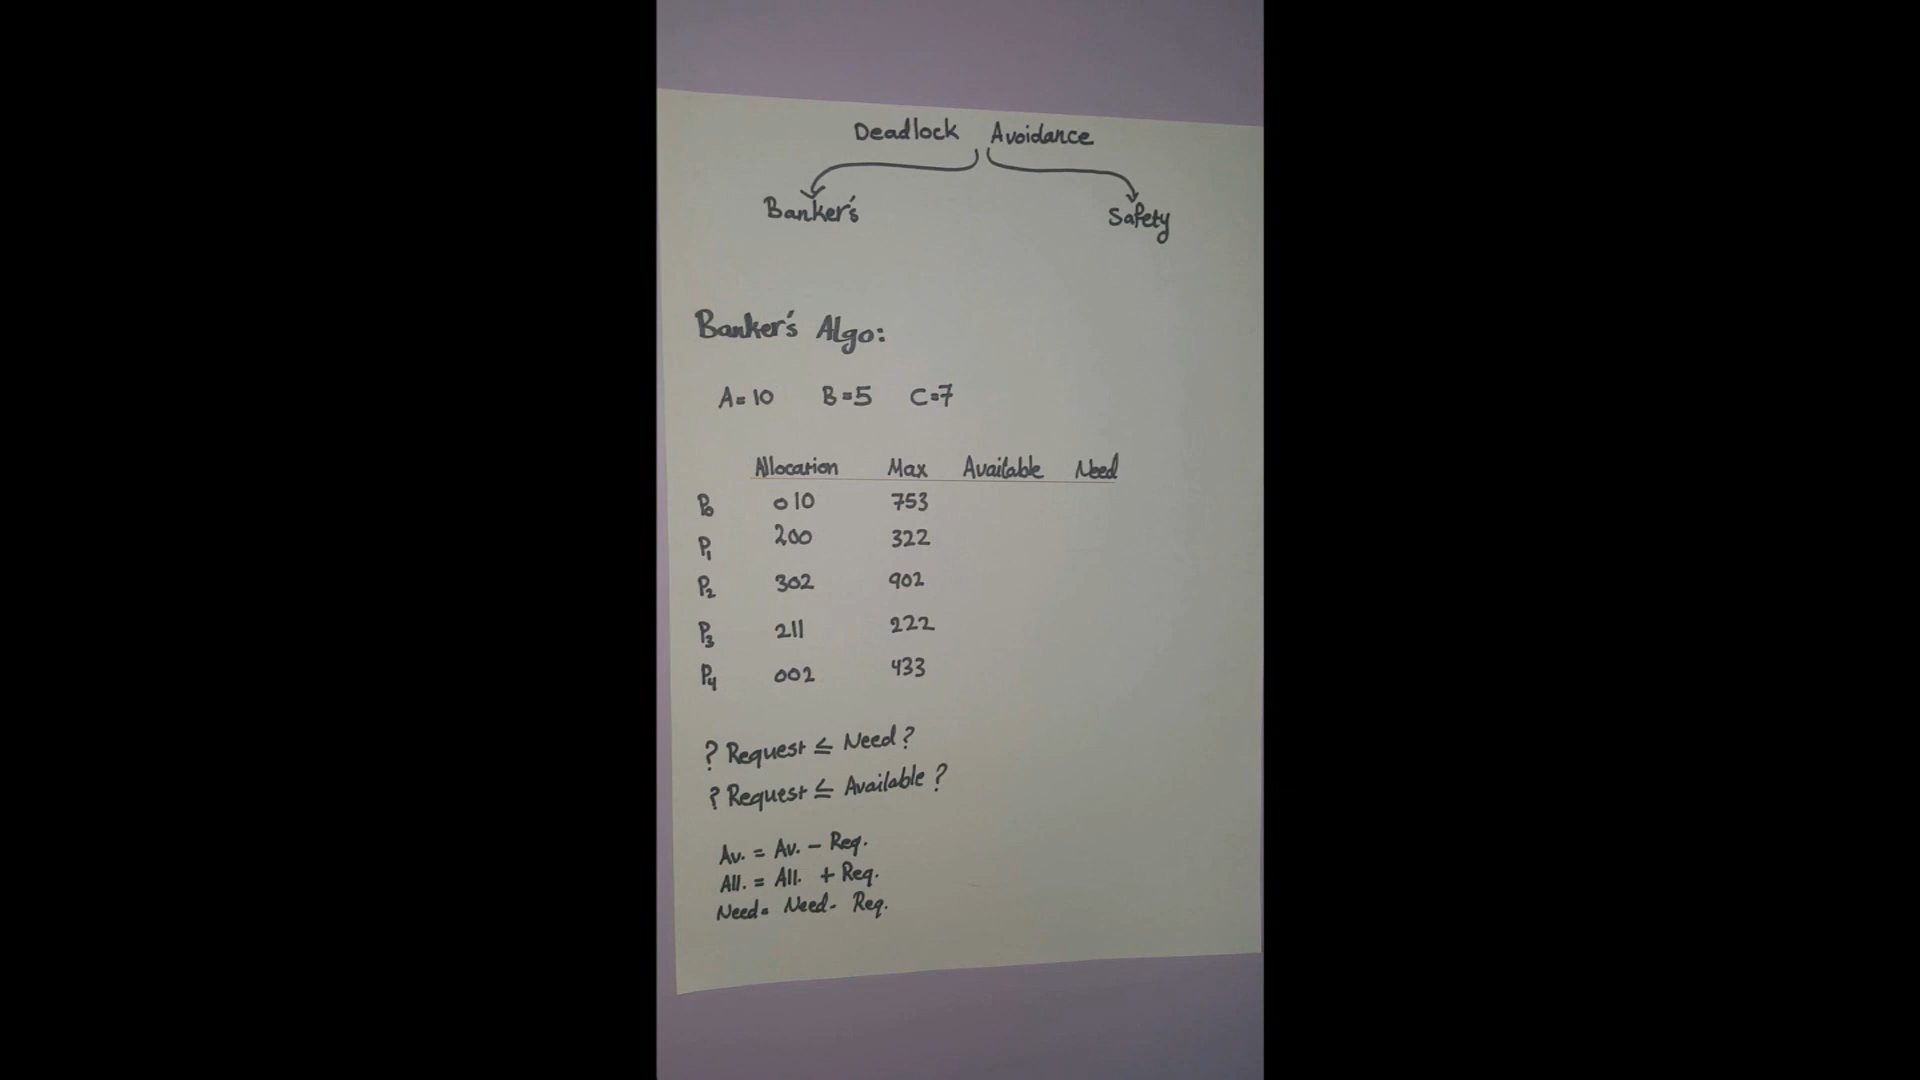 Deadlock Avoidance
Banker's Safety
Banker's Algo:
A=10 B=5 C=7
Allocation Max Available Need
P0 010 753
P1 200 322
P2 302 902
P3 211 222
P4 002 433
? Request ≤ Need?
? Request ≤ Available?
Av. = Av. - Req.
All. = All. + Req.
Need= Need- Req.